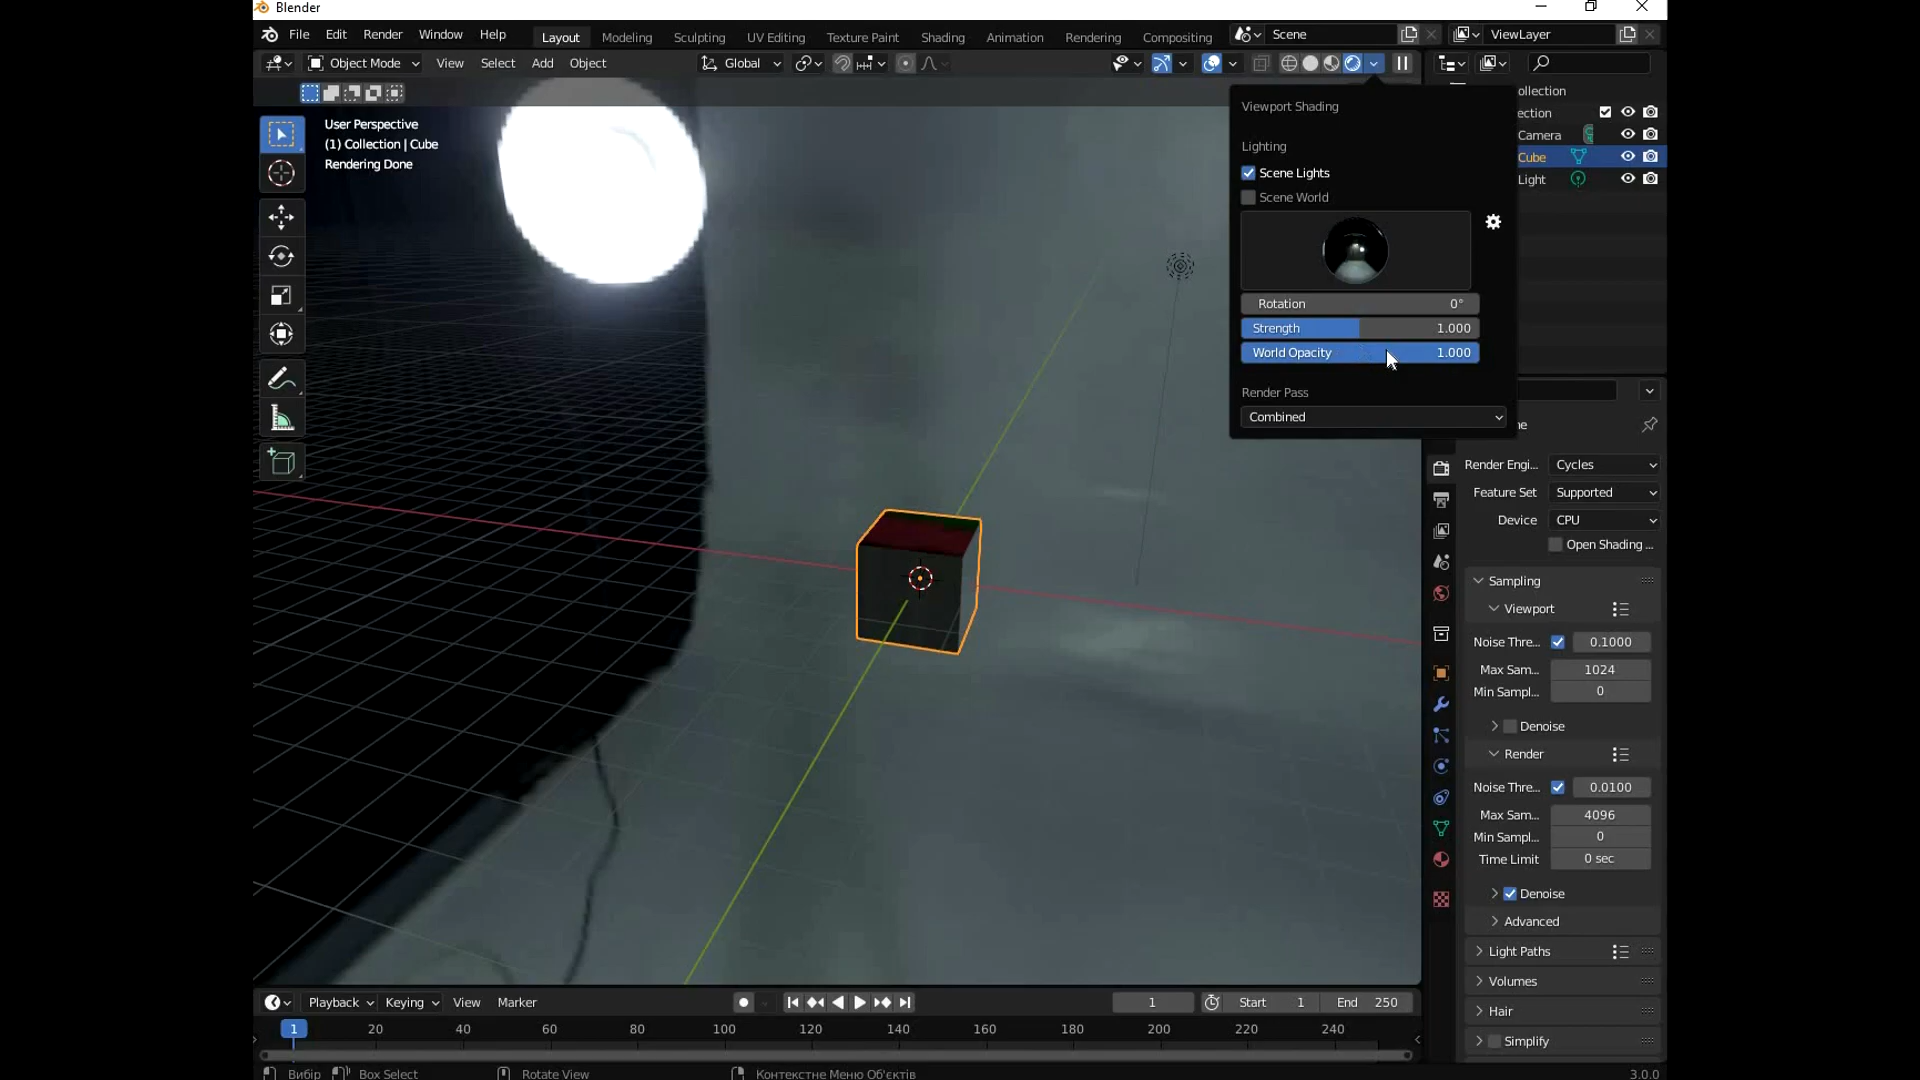 Blender
File Edit Render Window Help Layout Modeling Sculpting UV Editing Texture Paint Shading Animation Rendering Compositing Scene ViewLayer
Object Mode View Select Add Object Global
User Perspective
(1) Collection | Cube
Rendering Done
Viewport Shading
Lighting
Scene Lights
Scene World
Rotation 0°
Strength 1.000
World Opacity 1.000
Render Pass
Combined
ollection
ection
Camera
Cube
Light
ne
Render Engi... Cycles
Feature Set Supported
Device CPU
Open Shading ...
Sampling
Viewport
Noise Thre... 0.1000
Max Sam... 1024
Min Sampl... 0
Denoise
Render
Noise Thre... 0.0100
Max Sam... 4096
Min Sampl... 0
Time Limit 0 sec
Denoise
Advanced
Light Paths
Volumes
Hair
Simplify
Playback Keying View Marker 1 Start 1 End 250
1 20 40 60 80 100 120 140 160 180 200 220 240
Вибір Box Select Rotate View Контекстне Меню Об'єктів 3.0.0